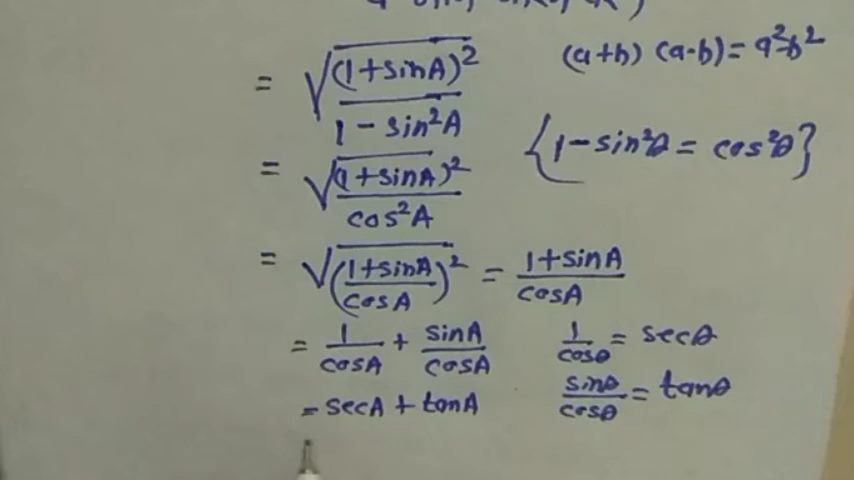 = √((1+sinA)² / 1 - sin²A) (a+b) (a-b) = a²-b²
= √((1+sinA)² / cos²A) {1 - sin²θ = cos²θ}
= √((1+sinA / cosA)²) = 1+sinA / cosA
= 1/cosA + sinA/cosA 1/cosθ = secθ
= secA + tanA sinθ/cosθ = tanθ